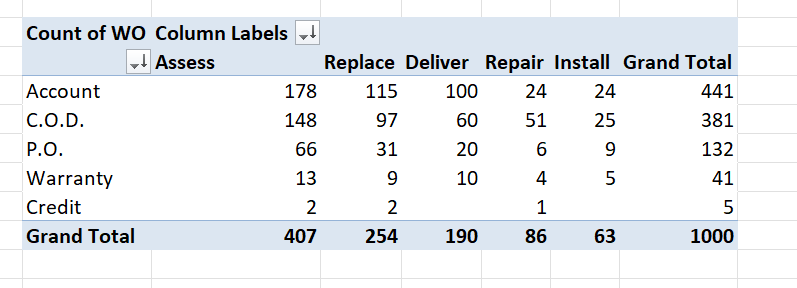 Count of WO Column Labels
Assess Replace Deliver Repair Install Grand Total
Account 178 115 100 24 24 441
C.O.D. 148 97 60 51 25 381
P.O. 66 31 20 6 9 132
Warranty 13 9 10 4 5 41
Credit 2 2 1 5
Grand Total 407 254 190 86 63 1000